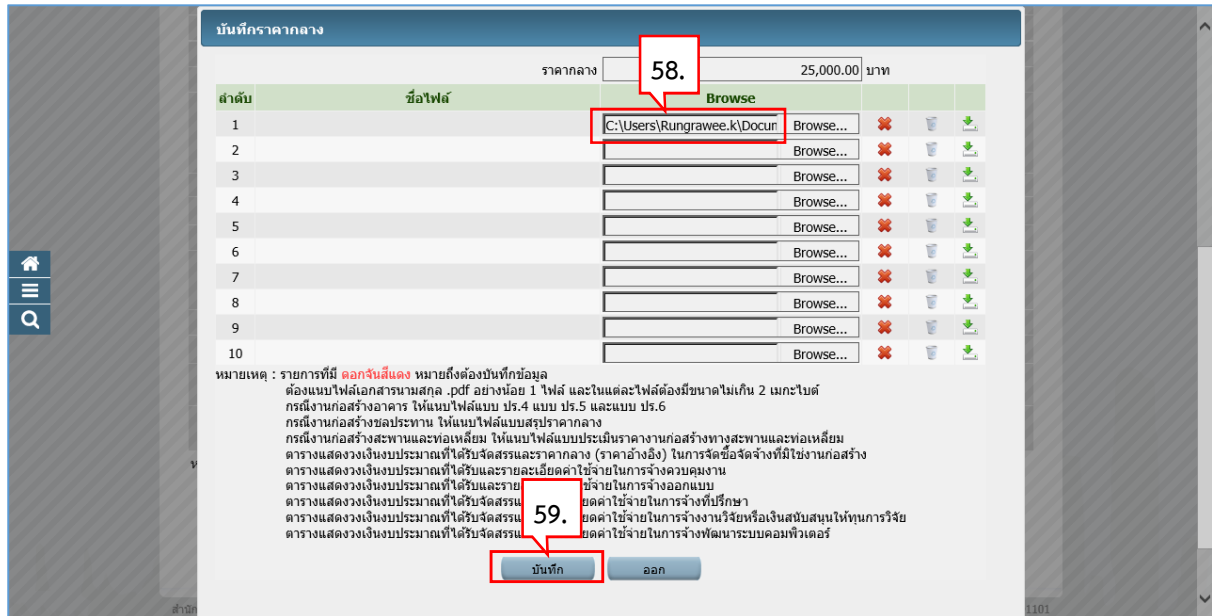 บันทึกราคากลาง
ราคากลาง 25,000.00 บาท
58.
ลำดับ ชื่อไฟล์ Browse
1 C:\Users\Rungrawee.k\Docun Browse...
2 Browse...
3 Browse...
4 Browse...
5 Browse...
6 Browse...
7 Browse...
8 Browse...
9 Browse...
10 Browse...
หมายเหตุ : รายการที่มี ดอกจันสีแดง หมายถึงต้องบันทึกข้อมูล
ต้องแนบไฟล์เอกสารนามสกุล .pdf อย่างน้อย 1 ไฟล์ และในแต่ละไฟล์ต้องมีขนาดไม่เกิน 2 เมกะไบต์
กรณีงานก่อสร้างอาคาร ให้แนบไฟล์แบบ ปร.4 แบบ ปร.5 และแบบ ปร.6
กรณีงานก่อสร้างชลประทาน ให้แนบไฟล์แบบสรุปราคากลาง
กรณีงานก่อสร้างสะพานและท่อเหลี่ยม ให้แนบไฟล์แบบประเมินราคางานก่อสร้างทางสะพานและท่อเหลี่ยม
ตารางแสดงวงเงินงบประมาณที่ได้รับจัดสรรและราคากลาง (ราคาอ้างอิง) ในการจัดซื้อจัดจ้างที่มิใช่งานก่อสร้าง
ตารางแสดงวงเงินงบประมาณที่ได้รับและรายละเอียดค่าใช้จ่ายในการจ้างควบคุมงาน
ตารางแสดงวงเงินงบประมาณที่ได้รับและราย ใช้จ่ายในการจ้างออกแบบ
ตารางแสดงวงเงินงบประมาณที่ได้รับจัดสรร ยดค่าใช้จ่ายในการจ้างที่ปรึกษา
ตารางแสดงวงเงินงบประมาณที่ได้รับจัดสรร ยดค่าใช้จ่ายในการจ้างงานวิจัยหรือเงินสนับสนุนให้ทุนการวิจัย
ตารางแสดงวงเงินงบประมาณที่ได้รับจัดสรร ยดค่าใช้จ่ายในการจ้างพัฒนาระบบคอมพิวเตอร์
59.
บันทึก ออก
1101